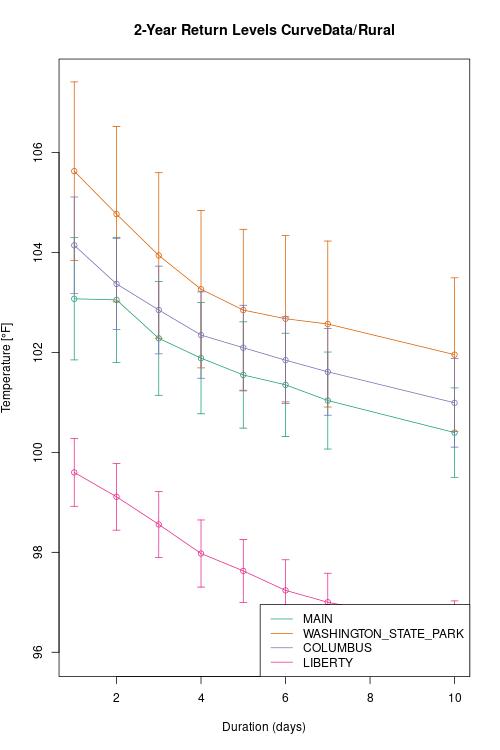 2-Year Return Levels CurveData/Rural
Temperature [°F]
106
104
102
100
98
96
2 4 6 8 10
Duration (days)
MAIN
WASHINGTON_STATE_PARK
COLUMBUS
LIBERTY